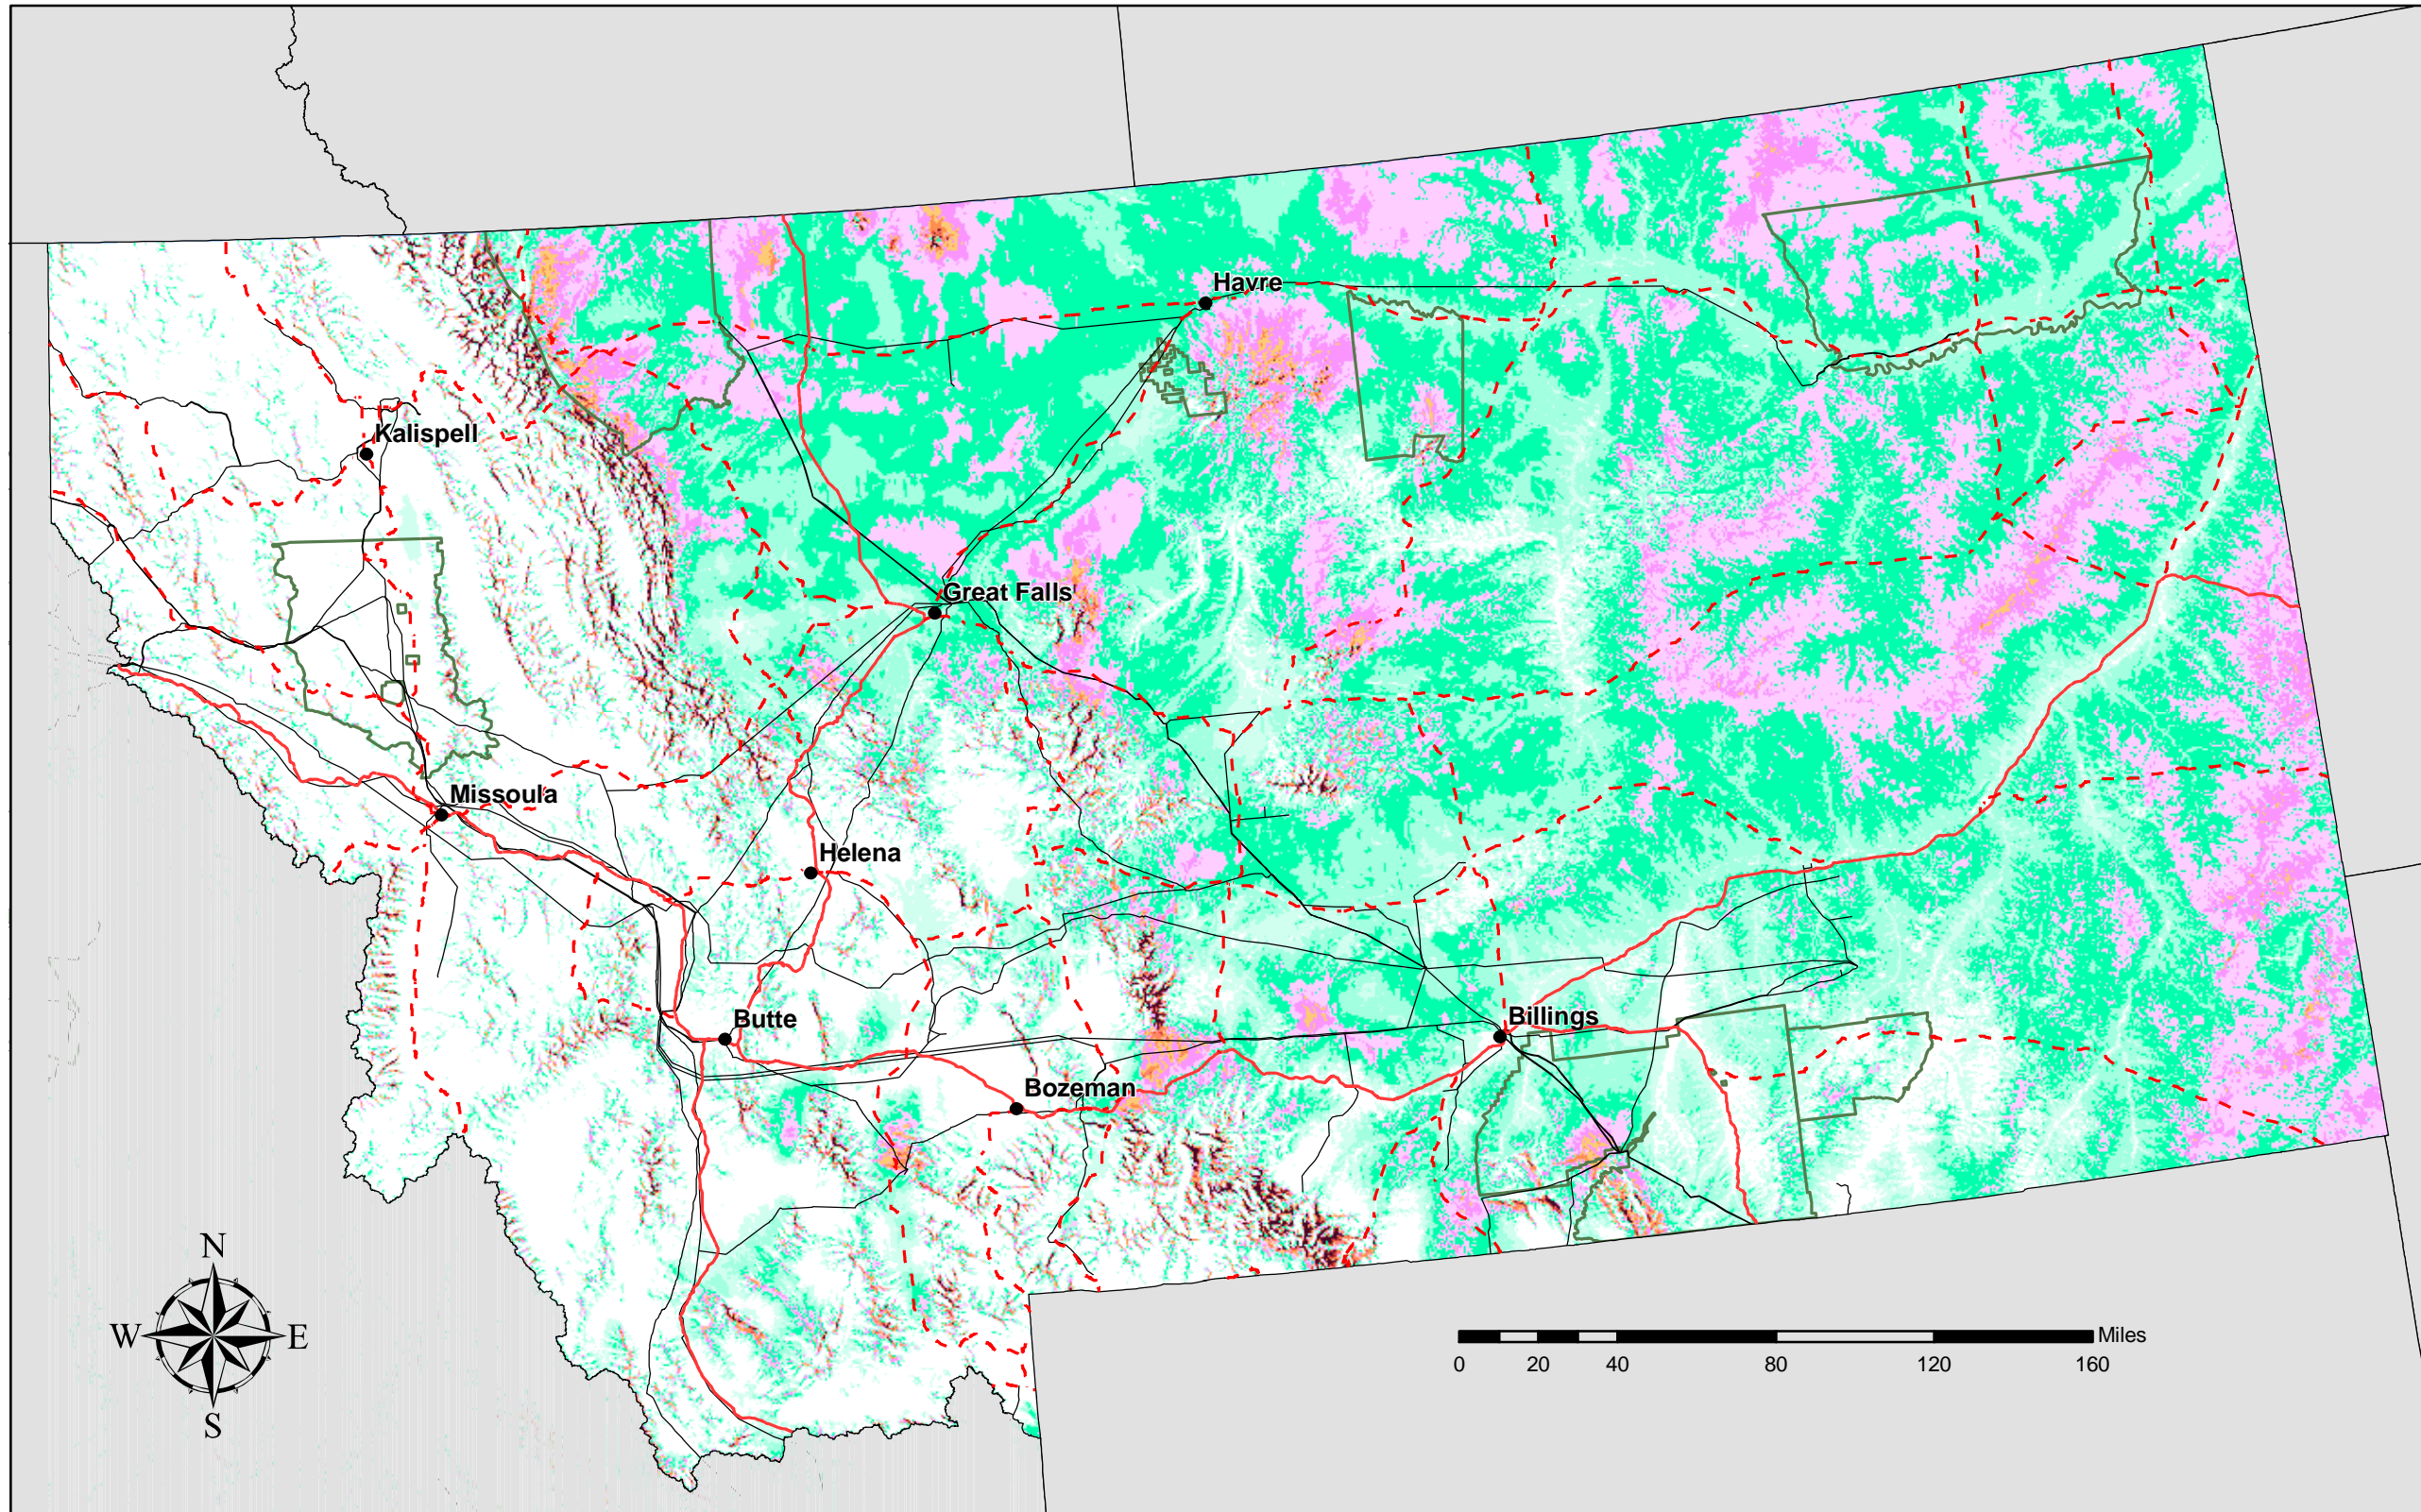 Havre
Kalispell
Great Falls
Missoula
Helena
Butte
Billings
Bozeman
N
W E
S
Miles
0 20 40 80 120 160